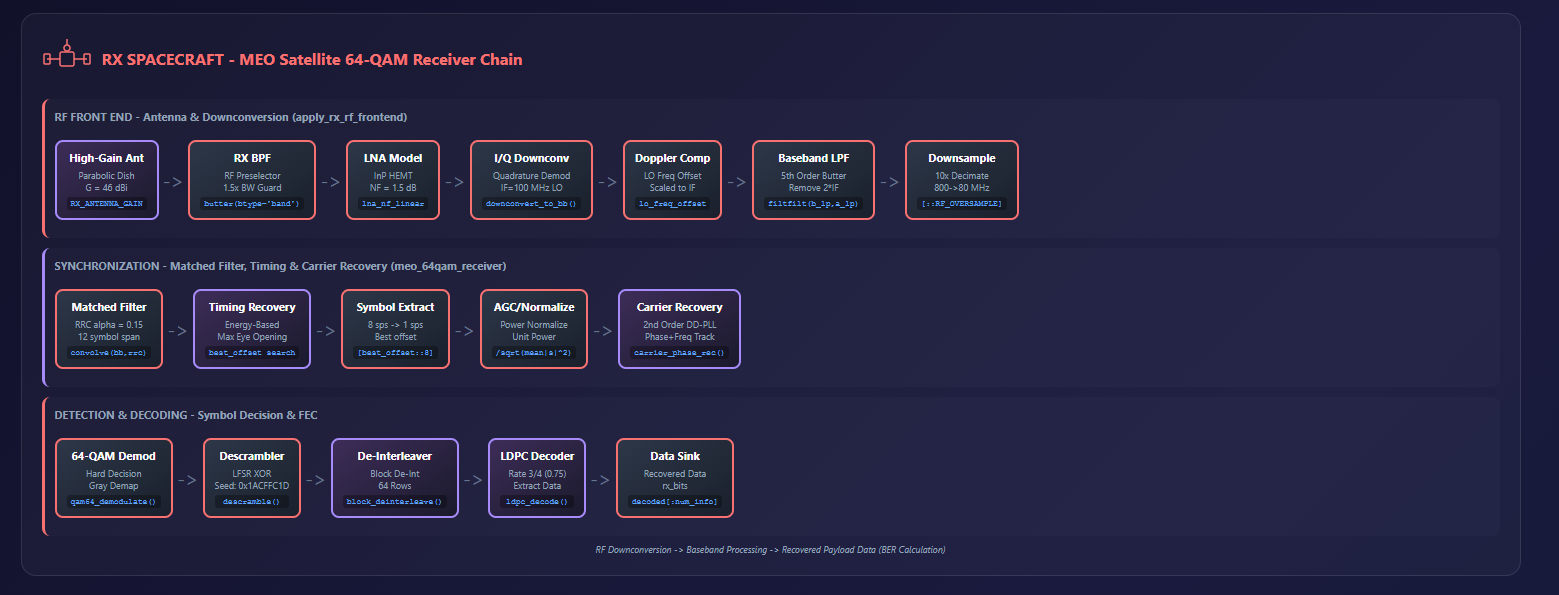 RX SPACECRAFT - MEO Satellite 64-QAM Receiver Chain
RF FRONT END - Antenna & Downconversion (apply_rx_rf_frontend)
High-Gain Ant
Parabolic Dish
G = 46 dBi
RX_ANTENNA_GAIN
->
RX BPF
RF Preselector
1.5x BW Guard
butter(btype='band')
->
LNA Model
InP HEMT
NF = 1.5 dB
lna_nf_linear
->
I/Q Downconv
Quadrature Demod
IF=100 MHz LO
downconvert_to_bb()
->
Doppler Comp
LO Freq Offset
Scaled to IF
lo_freq_offset
->
Baseband LPF
5th Order Butter
Remove 2*IF
filtfilt(b_lp,a_lp)
->
Downsample
10x Decimate
800->80 MHz
[::RF_OVERSAMPLE]
SYNCHRONIZATION - Matched Filter, Timing & Carrier Recovery (meo_64qam_receiver)
Matched Filter
RRC alpha = 0.15
12 symbol span
convolve(bb,rrc)
->
Timing Recovery
Energy-Based
Max Eye Opening
best_offset search
->
Symbol Extract
8 sps -> 1 sps
Best offset
[best_offset::8]
->
AGC/Normalize
Power Normalize
Unit Power
/sqrt(mean|s|^2)
->
Carrier Recovery
2nd Order DD-PLL
Phase+Freq Track
carrier_phase_rec()
DETECTION & DECODING - Symbol Decision & FEC
64-QAM Demod
Hard Decision
Gray Demap
qam64_demodulate()
->
Descrambler
LFSR XOR
Seed: 0x1ACFFC1D
descramble()
->
De-Interleaver
Block De-Int
64 Rows
block_deinterleave()
->
LDPC Decoder
Rate 3/4 (0.75)
Extract Data
ldpc_decode()
->
Data Sink
Recovered Data
rx_bits
decoded[:num_info]
RF Downconversion -> Baseband Processing -> Recovered Payload Data (BER Calculation)